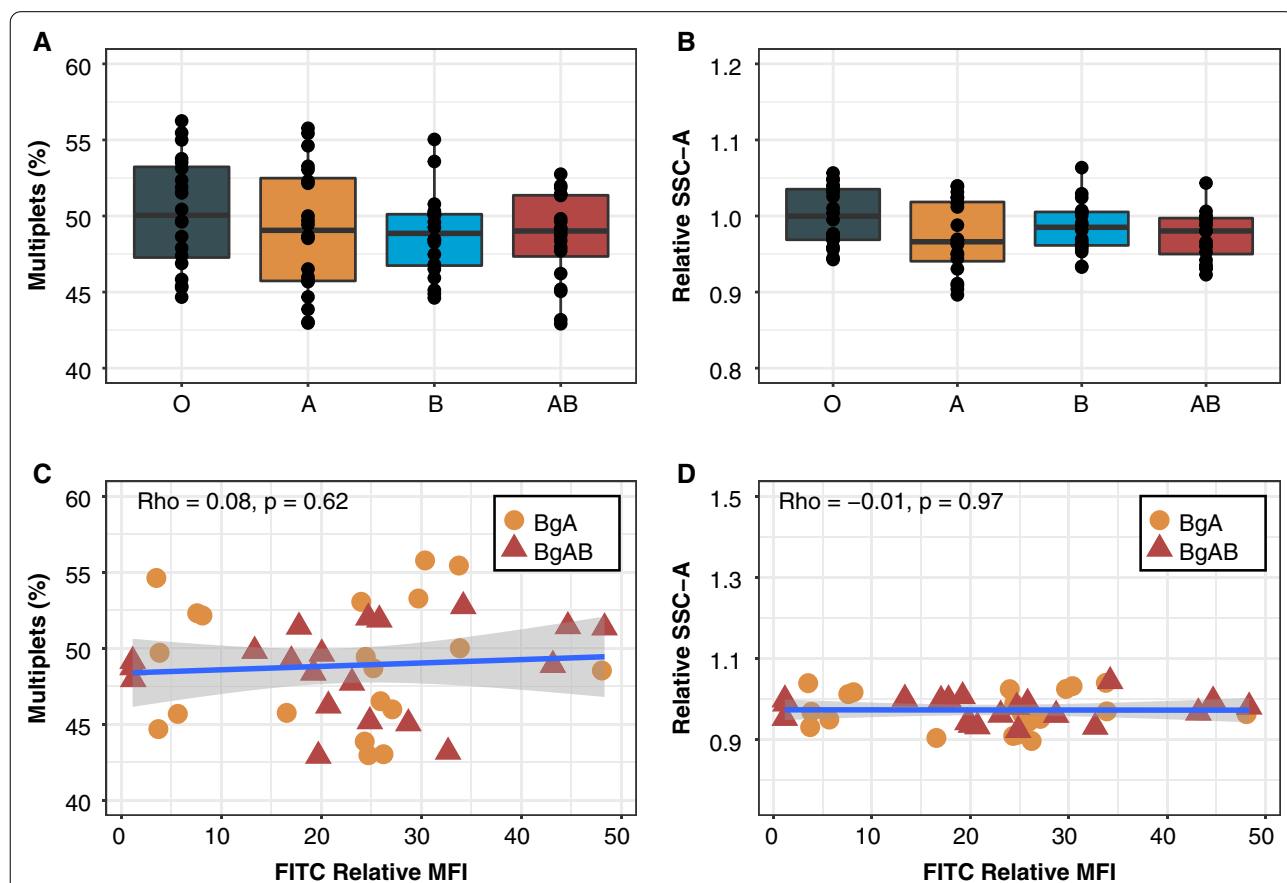 A
Multiplets (%)
60
55
50
45
40
O A B AB
B
Relative SSC−A
1.2
1.1
1.0
0.9
0.8
O A B AB
C
Rho = 0.08, p = 0.62
BgA
BgAB
Multiplets (%)
60
55
50
45
40
0 10 20 30 40 50
FITC Relative MFI
D
Rho = −0.01, p = 0.97
BgA
BgAB
Relative SSC−A
1.5
1.3
1.1
0.9
0 10 20 30 40 50
FITC Relative MFI